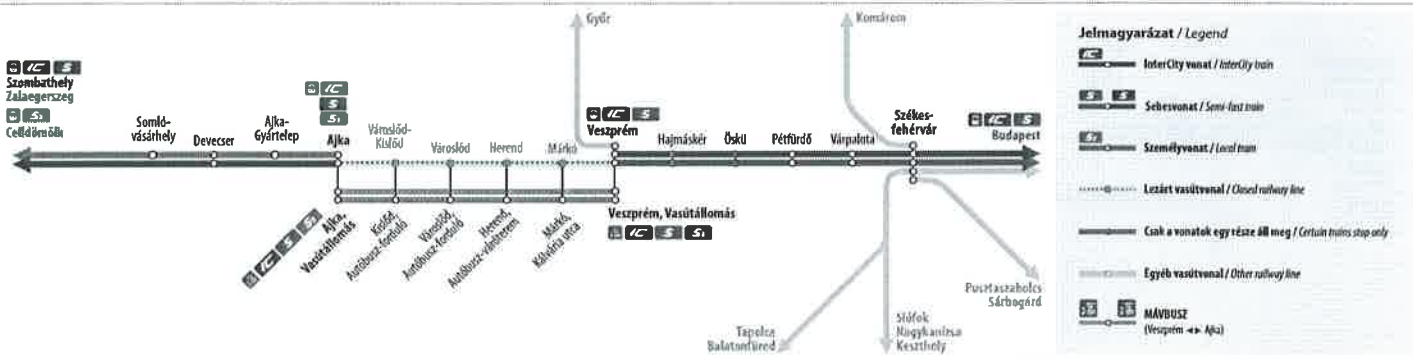 Győr
Komárom
IC S
Szombathely
Zalaegerszeg
S1
Celldömölk
Somló-
vásárhely
Devecser
Ajka-
Gyártelep
IC
S
S1
Ajka
Városlőd-
Kislőd
Városlőd
Herend
Márkó
IC S
Veszprém
Hajmáskér
Öskü
Pétfürdő
Várpalota
Székes-
fehérvár
IC S
Budapest
IC S S1
Ajka,
Vasútállomás
Kislőd,
Autóbusz-forduló
Városlőd,
Autóbusz-forduló
Herend,
Autóbusz-váróterem
Márkó,
Kálvária utca
Veszprém, Vasútállomás
IC S S1
Pusztaszabolcs
Sárbogárd
Tapolca
Balatonfüred
Siófok
Nagykanizsa
Keszthely
Jelmagyarázat / Legend
IC
InterCity vonat / InterCity train
S S
Sebesvonat / Semi-fast train
Személyvonat / Local train
Lezárt vasútvonal / Closed railway line
Csak a vonatok egy része áll meg / Certain trains stop only
Egyéb vasútvonal / Other railway line
MÁVBUSZ
(Veszprém ◄► Ajka)